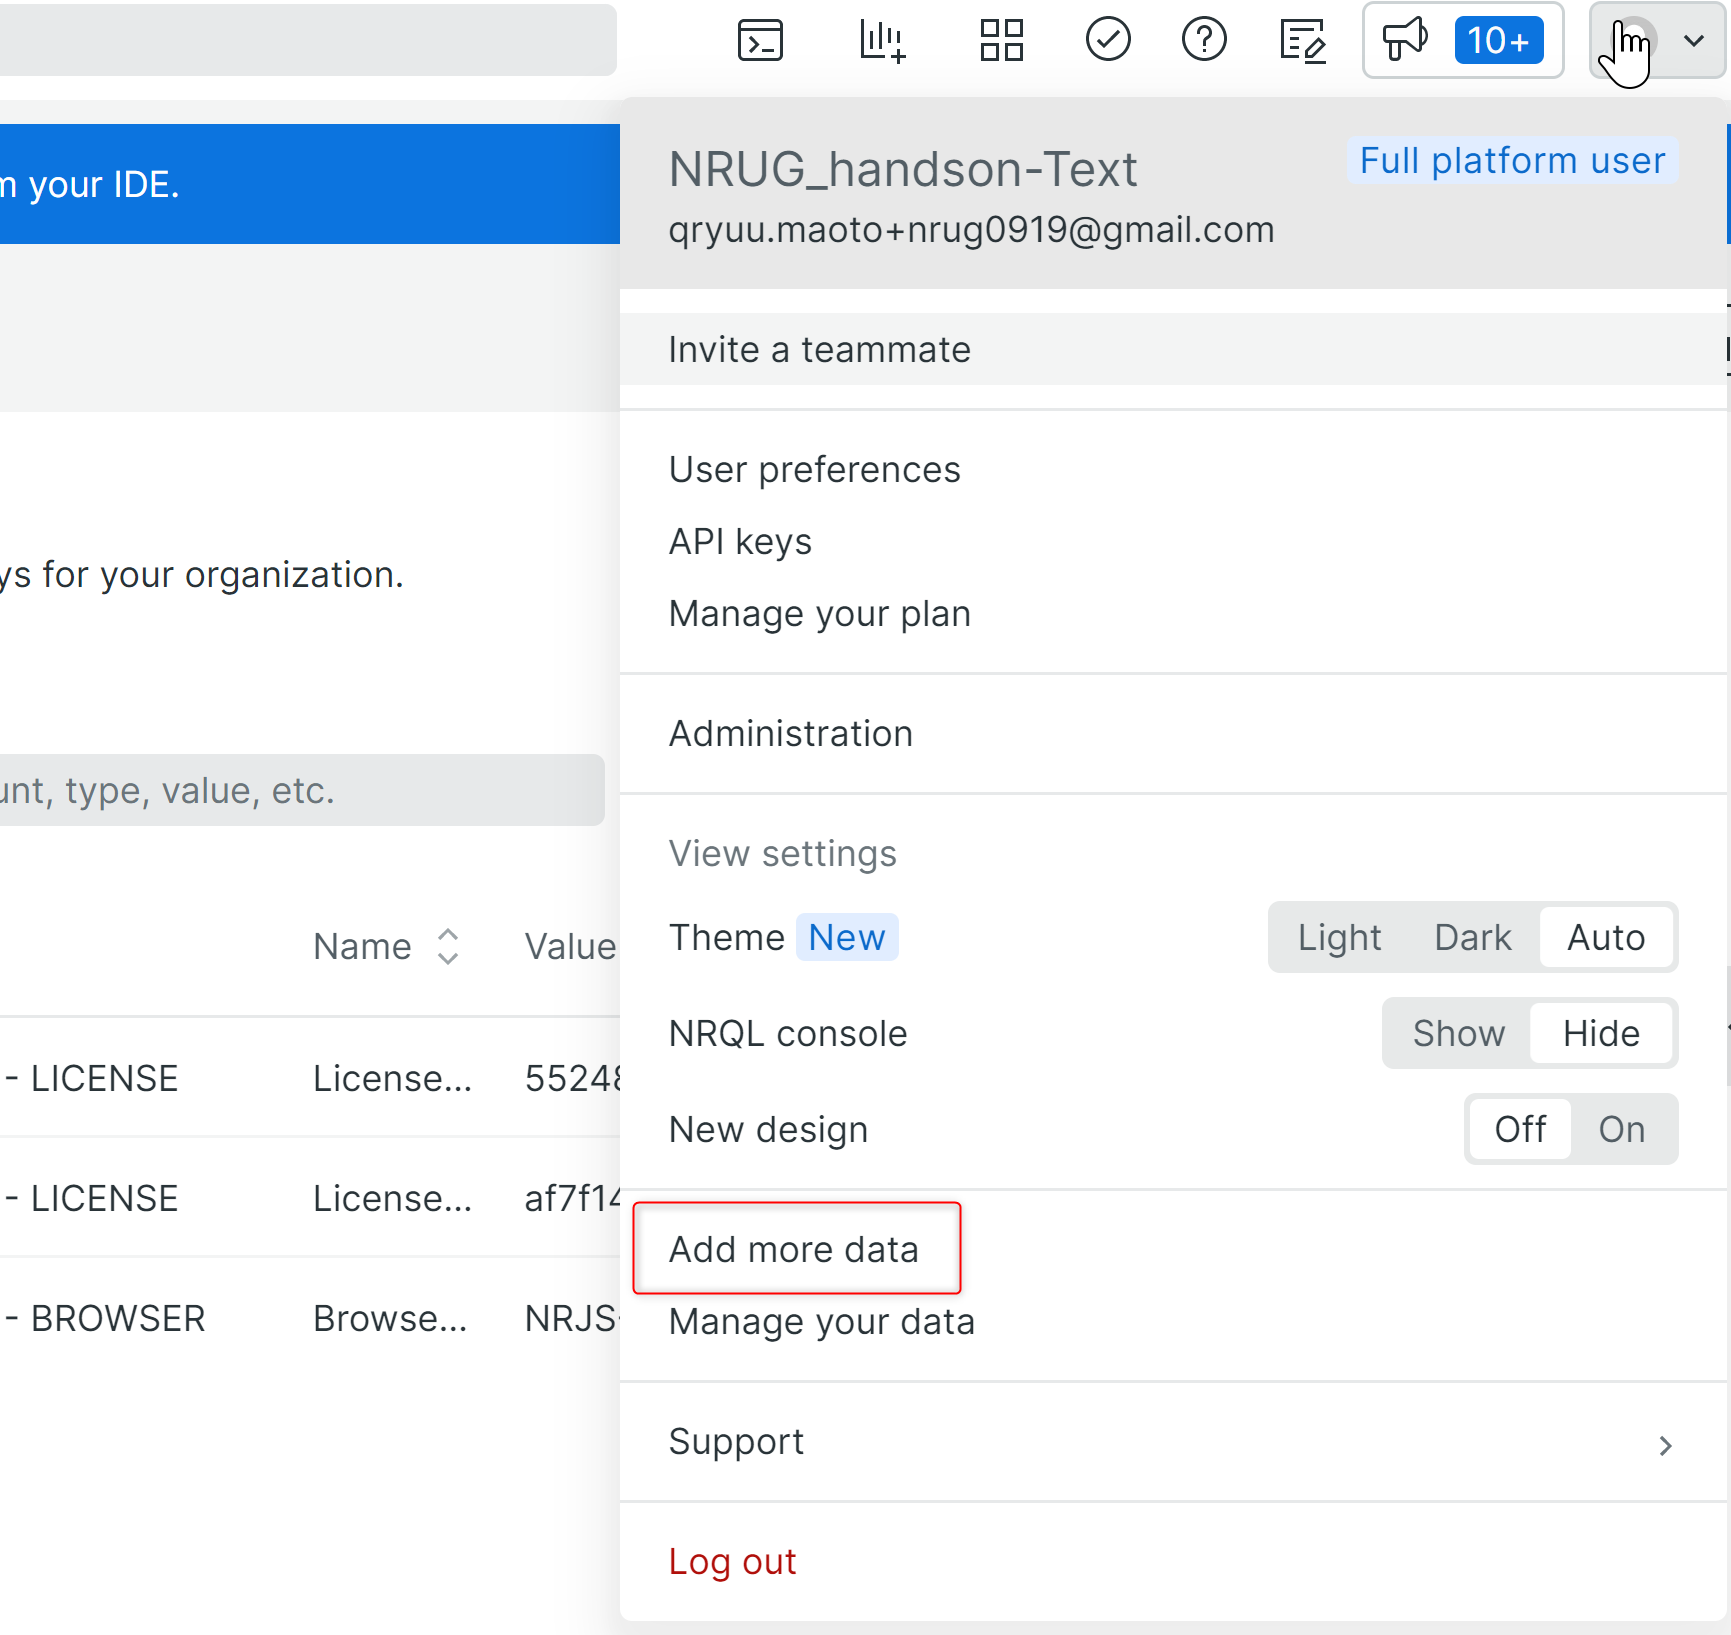 10+
m your IDE.
NRUG_handson-Text
Full platform user
qryuu.maoto+nrug0919@gmail.com
Invite a teammate
User preferences
API keys
ys for your organization.
Manage your plan
Administration
unt, type, value, etc.
View settings
Theme New
Light Dark Auto
Name Value
NRQL console
Show Hide
- LICENSE License... 55248
New design
Off On
- LICENSE License... af7f14
Add more data
- BROWSER Browse... NRJS-
Manage your data
Support
Log out